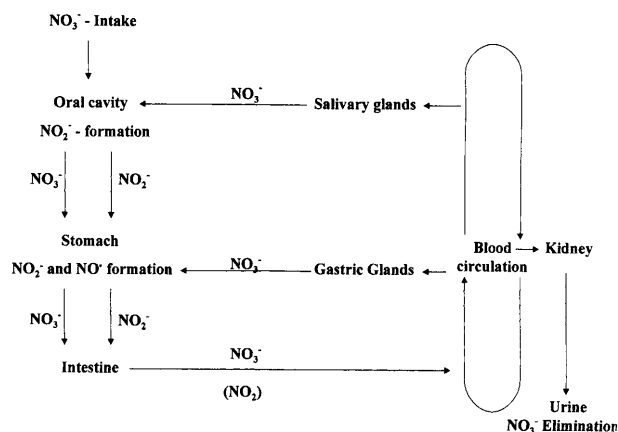 NO₃⁻ - Intake
Oral cavity
NO₂⁻ - formation
NO₃⁻
Salivary glands
NO₃⁻ NO₂⁻
Stomach
NO₂⁻ and NO• formation
NO₃⁻
Gastric Glands
Blood
circulation
Kidney
NO₃⁻ NO₂⁻
Intestine
NO₃⁻
(NO₂)
Urine
NO₃⁻ Elimination